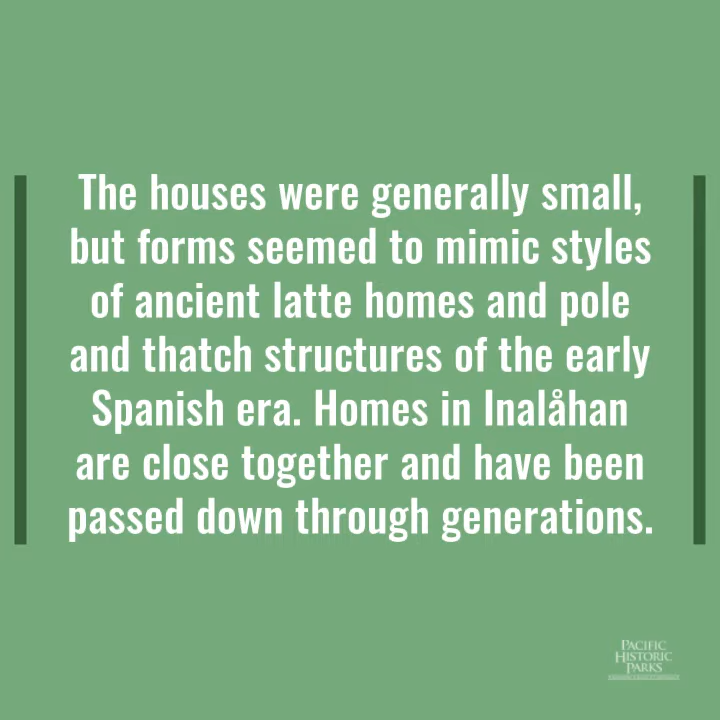 The houses were generally small,
but forms seemed to mimic styles
of ancient latte homes and pole
and thatch structures of the early
Spanish era. Homes in Inalåhan
are close together and have been
passed down through generations.
PACIFIC
HISTORIC
PARKS